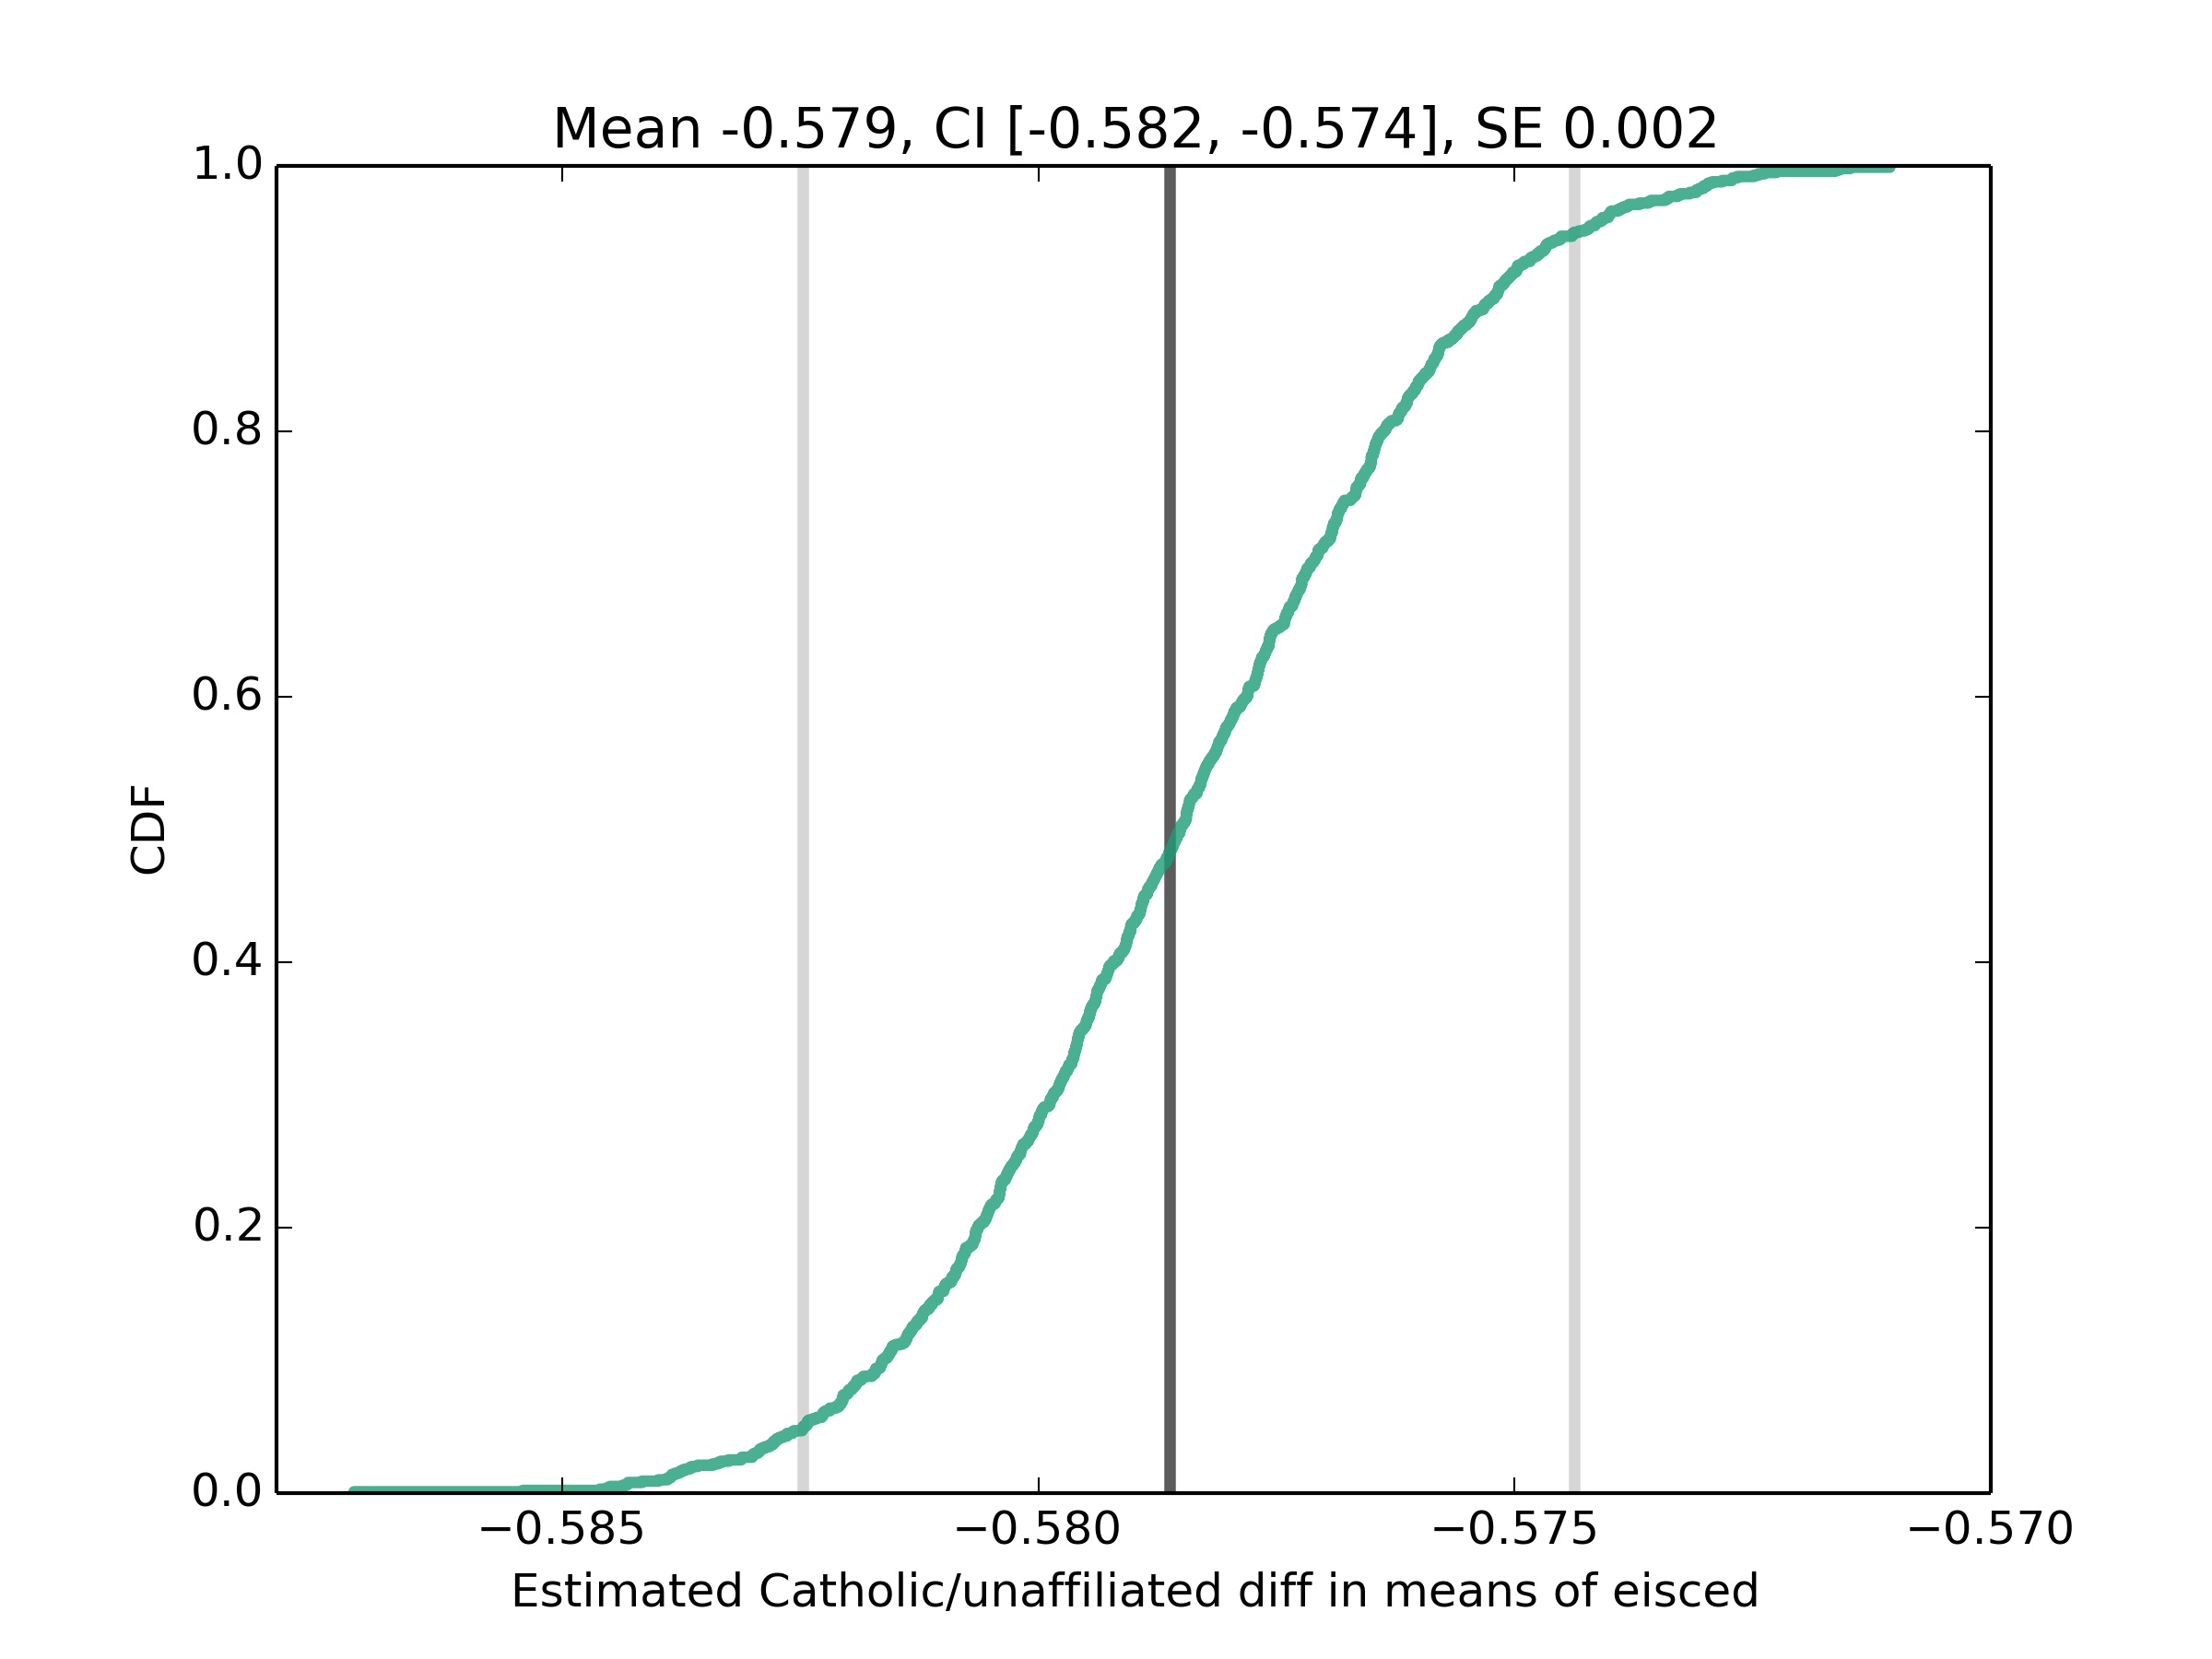 Mean -0.579, CI [-0.582, -0.574], SE 0.002
1.0
0.8
0.6
0.4
0.2
0.0
CDF
−0.585 −0.580 −0.575 −0.570
Estimated Catholic/unaffiliated diff in means of eisced